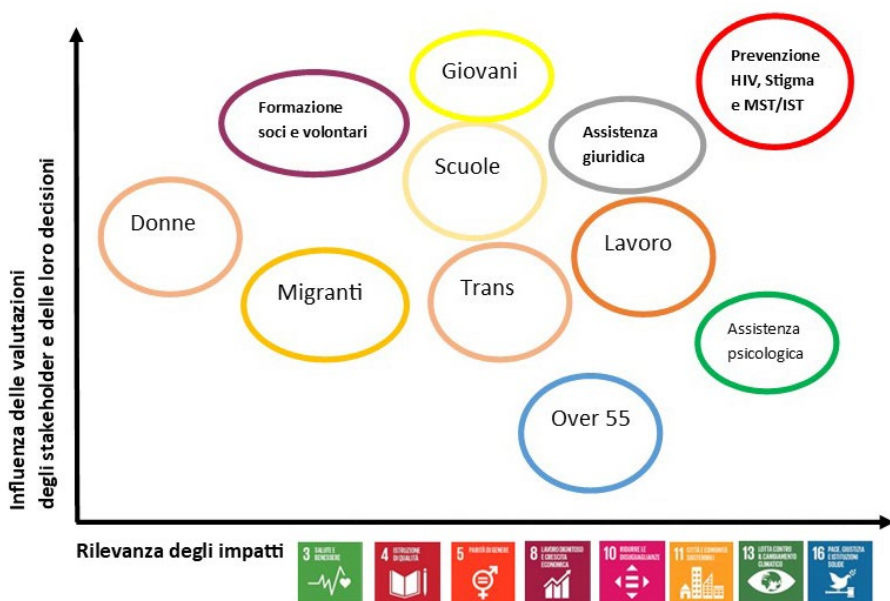 Influenza delle valutazioni
degli stakeholder e delle loro decisioni
Giovani
Prevenzione
HIV, Stigma
e MST/IST
Formazione
soci e volontari
Assistenza
giuridica
Scuole
Donne
Lavoro
Migranti
Trans
Assistenza
psicologica
Over 55
Rilevanza degli impatti
3 SALUTE E
BENESSERE
4 ISTRUZIONE
DI QUALITÀ
5 PARITÀ DI GENERE
8 LAVORO DIGNITOSO
E CRESCITA
ECONOMICA
10 RIDURRE LE
DISUGUAGLIANZE
11 CITTÀ E COMUNITÀ
SOSTENIBILI
13 LOTTA CONTRO
IL CAMBIAMENTO
CLIMATICO
16 PACE, GIUSTIZIA
E ISTITUZIONI
SOLIDE